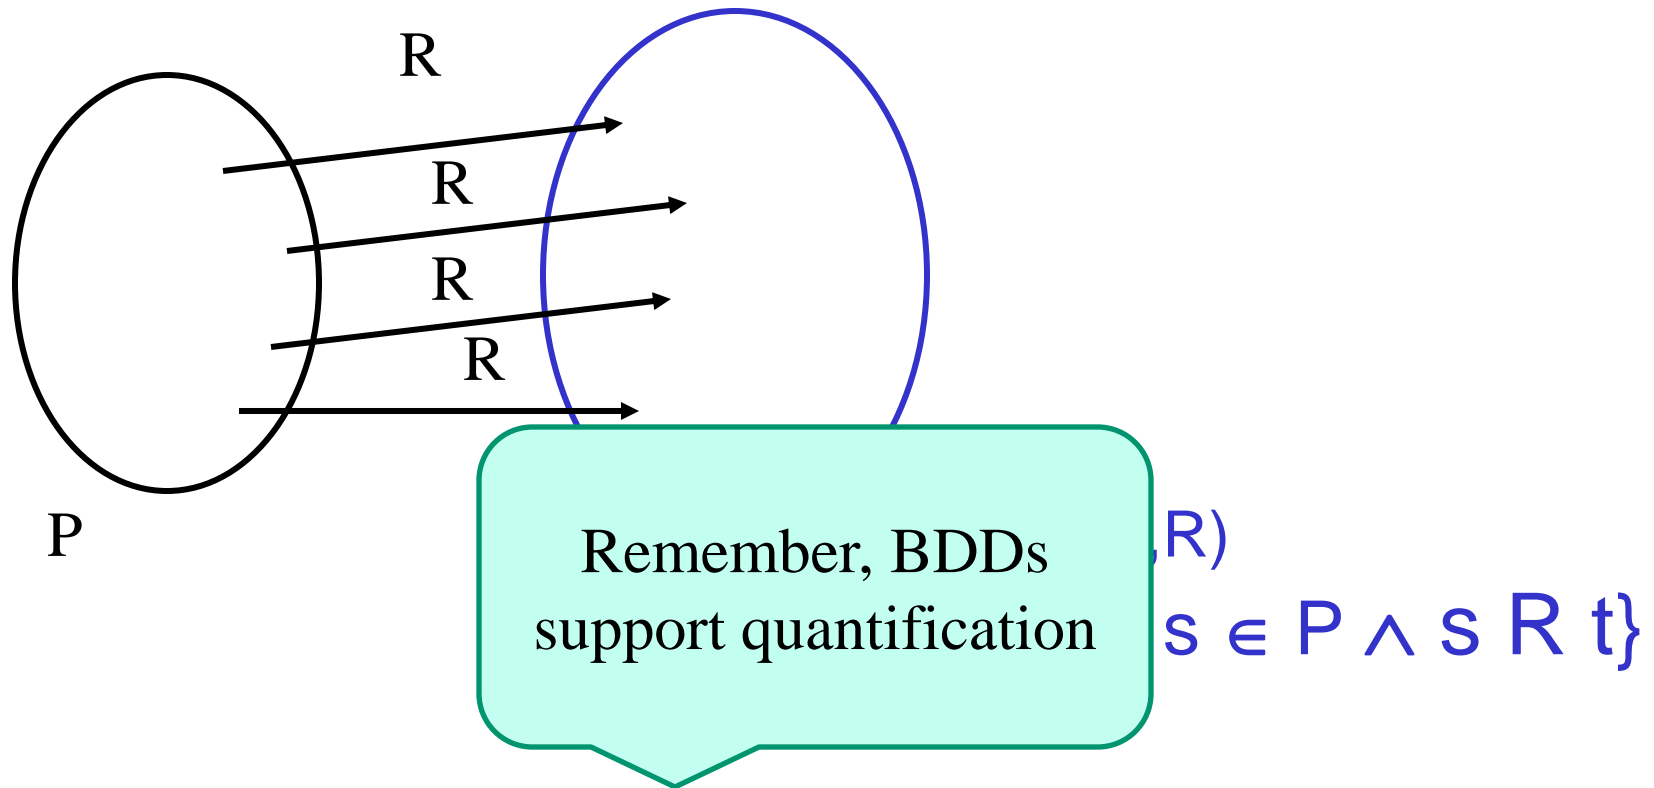 R
R
R
R
P
Remember, BDDs
support quantification
,R)
s ∈ P ∧ s R t}